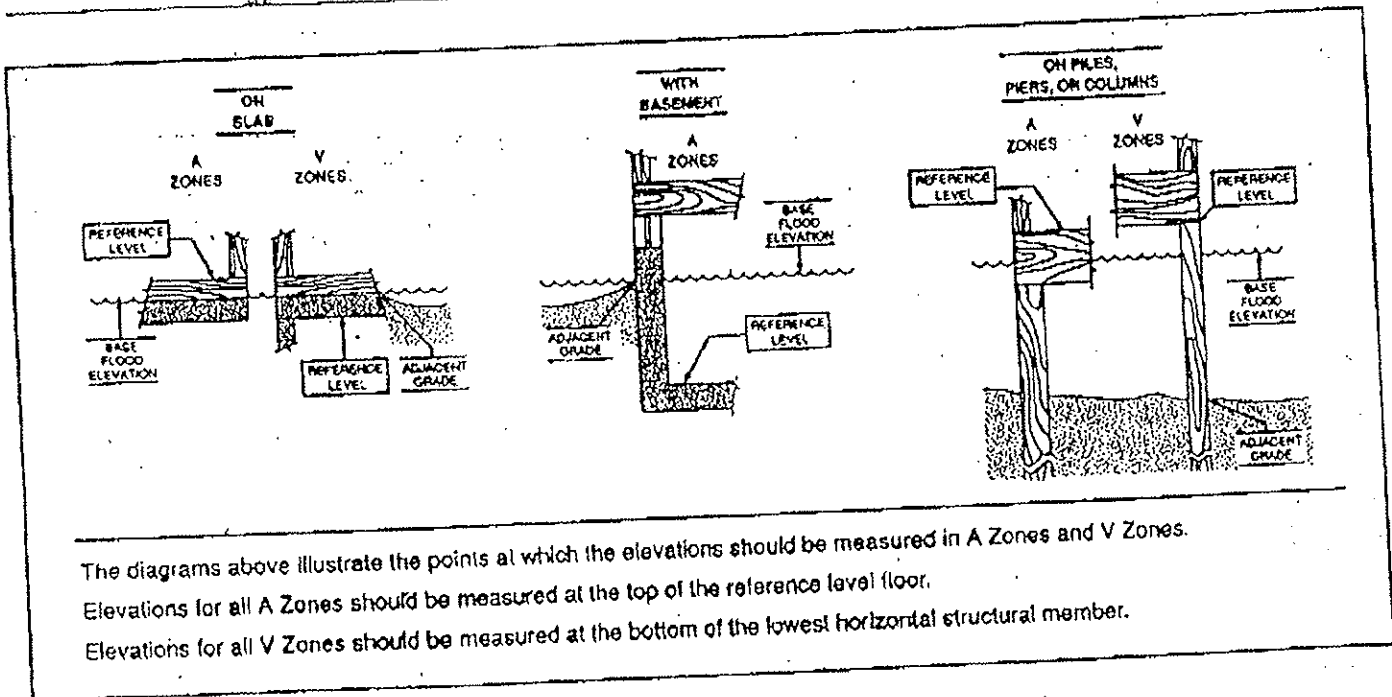 ON
SLAB
A
ZONES
V
ZONES
REFERENCE
LEVEL
BASE
FLOOD
ELEVATION
REFERENCE
LEVEL
ADJACENT
GRADE
WITH
BASEMENT
A
ZONES
BASE
FLOOD
ELEVATION
ADJACENT
GRADE
REFERENCE
LEVEL
ON PILES,
PIERS, OR COLUMNS
A
ZONES
V
ZONES
REFERENCE
LEVEL
REFERENCE
LEVEL
BASE
FLOOD
ELEVATION
ADJACENT
GRADE
The diagrams above illustrate the points at which the elevations should be measured in A Zones and V Zones.
Elevations for all A Zones should be measured at the top of the reference level floor.
Elevations for all V Zones should be measured at the bottom of the lowest horizontal structural member.